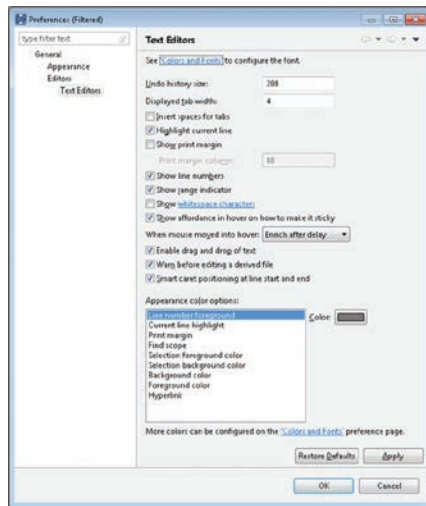 Preferences (Filtered)
type filter text
General
Appearance
Editors
Text Editors
Text Editors
See 'Colors and Fonts' to configure the font.
Undo history size: 200
Displayed tab width: 4
Insert spaces for tabs
Highlight current line
Show print margin
Print margin column: 80
Show line numbers
Show range indicator
Show whitespace characters
Show affordance in hover on how to make it sticky
When mouse moved into hover: Enrich after delay
Enable drag and drop of text
Warn before editing a derived file
Smart caret positioning at line start and end
Appearance color options:
Line number foreground
Color:
Current line highlight
Print margin
Find scope
Selection foreground color
Selection background color
Background color
Foreground color
Hyperlink
More colors can be configured on the 'Colors and Fonts' preference page.
Restore Defaults
Apply
OK
Cancel